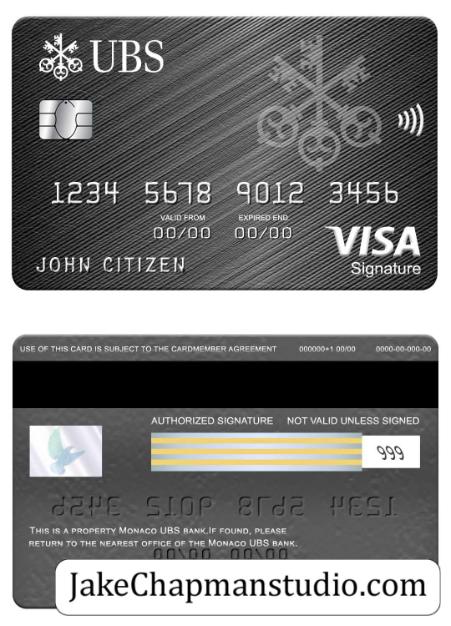 UBS
1234 5678 9012 3456
VALID FROM EXPIRED END
00/00 00/00
JOHN CITIZEN
VISA
Signature
USE OF THIS CARD IS SUBJECT TO THE CARDMEMBER AGREEMENT 000000+1 00/00 0000-00-000-00
AUTHORIZED SIGNATURE NOT VALID UNLESS SIGNED
999
THIS IS A PROPERTY MONACO UBS BANK.IF FOUND, PLEASE
RETURN TO THE NEAREST OFFICE OF THE MONACO UBS BANK.
JakeChapmanstudio.com